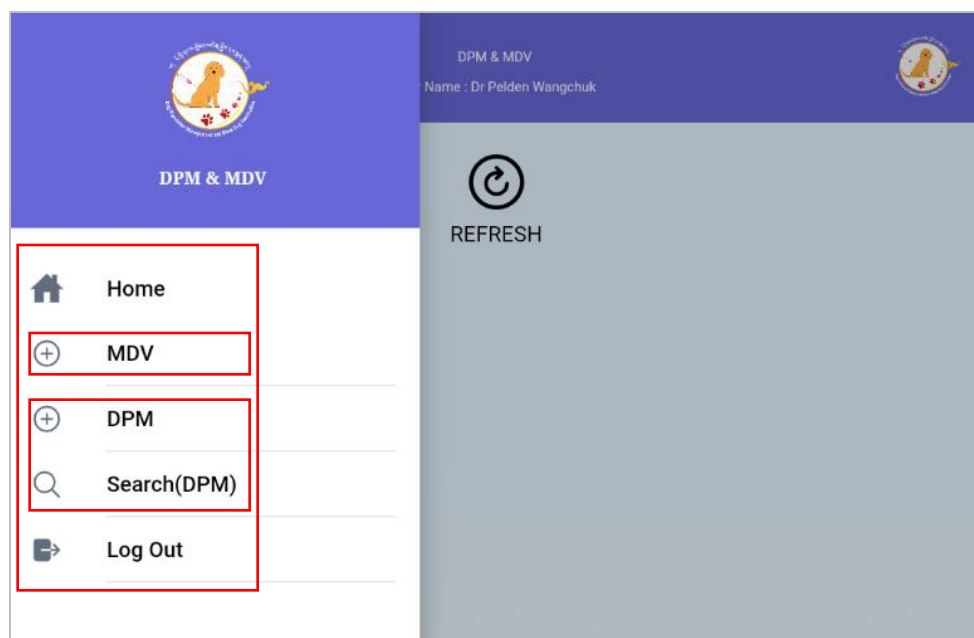 DPM & MDV
DPM & MDV
Name : Dr Pelden Wangchuk
REFRESH
Home
MDV
DPM
Search(DPM)
Log Out